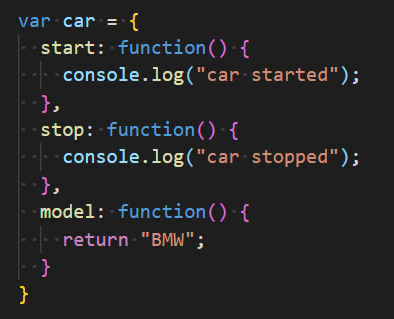 var car = {
  start: function() {
    console.log("car started");
  },
  stop: function() {
    console.log("car stopped");
  },
  model: function() {
    return "BMW";
  }
}